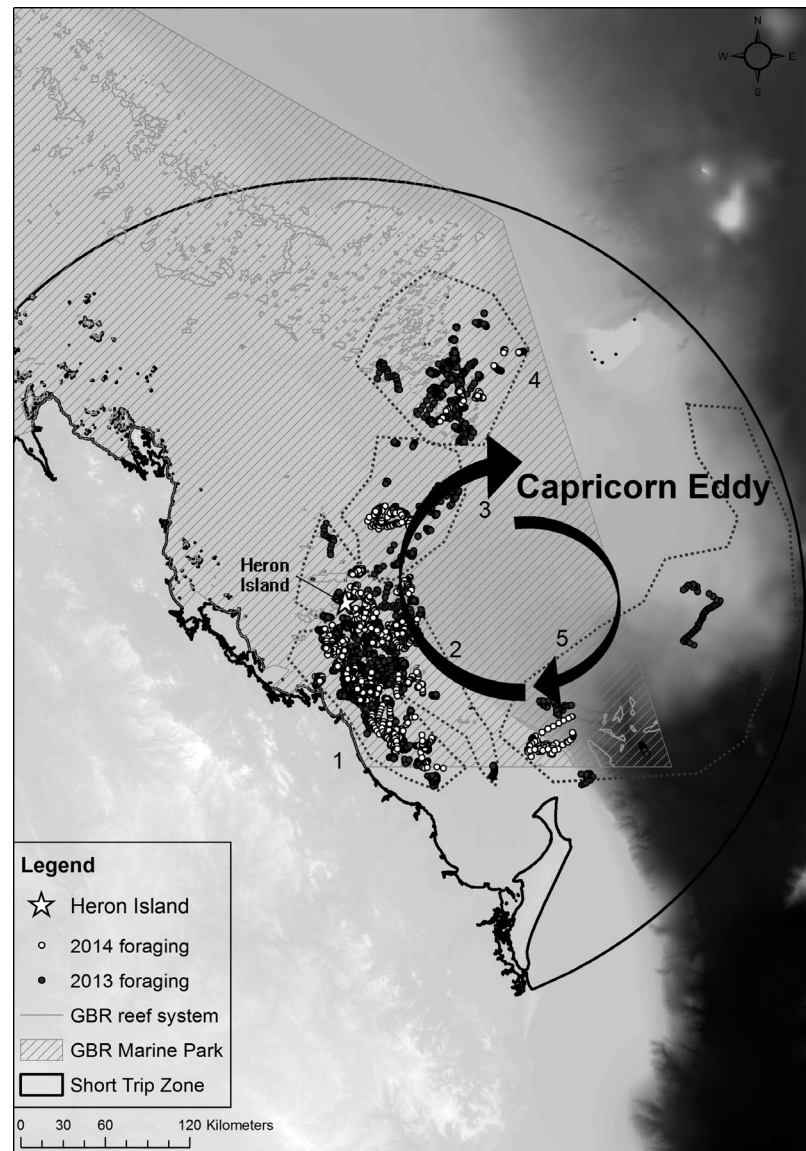 N
W E
S
4
Capricorn Eddy
3
Heron
Island
2
5
1
Legend
Heron Island
2014 foraging
2013 foraging
GBR reef system
GBR Marine Park
Short Trip Zone
0 30 60 120 Kilometers